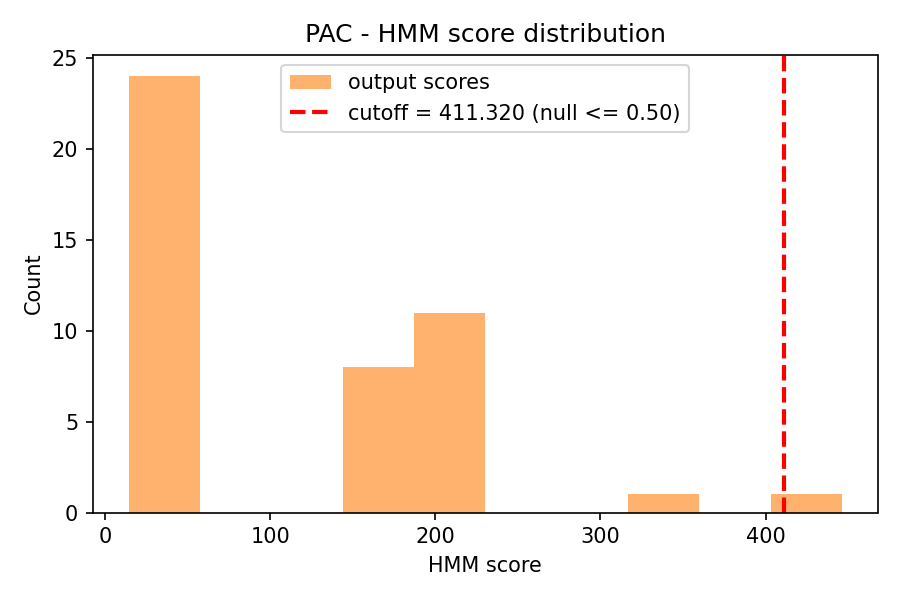 PAC - HMM score distribution
output scores
cutoff = 411.320 (null <= 0.50)
25
20
15
10
5
0
Count
0 100 200 300 400
HMM score